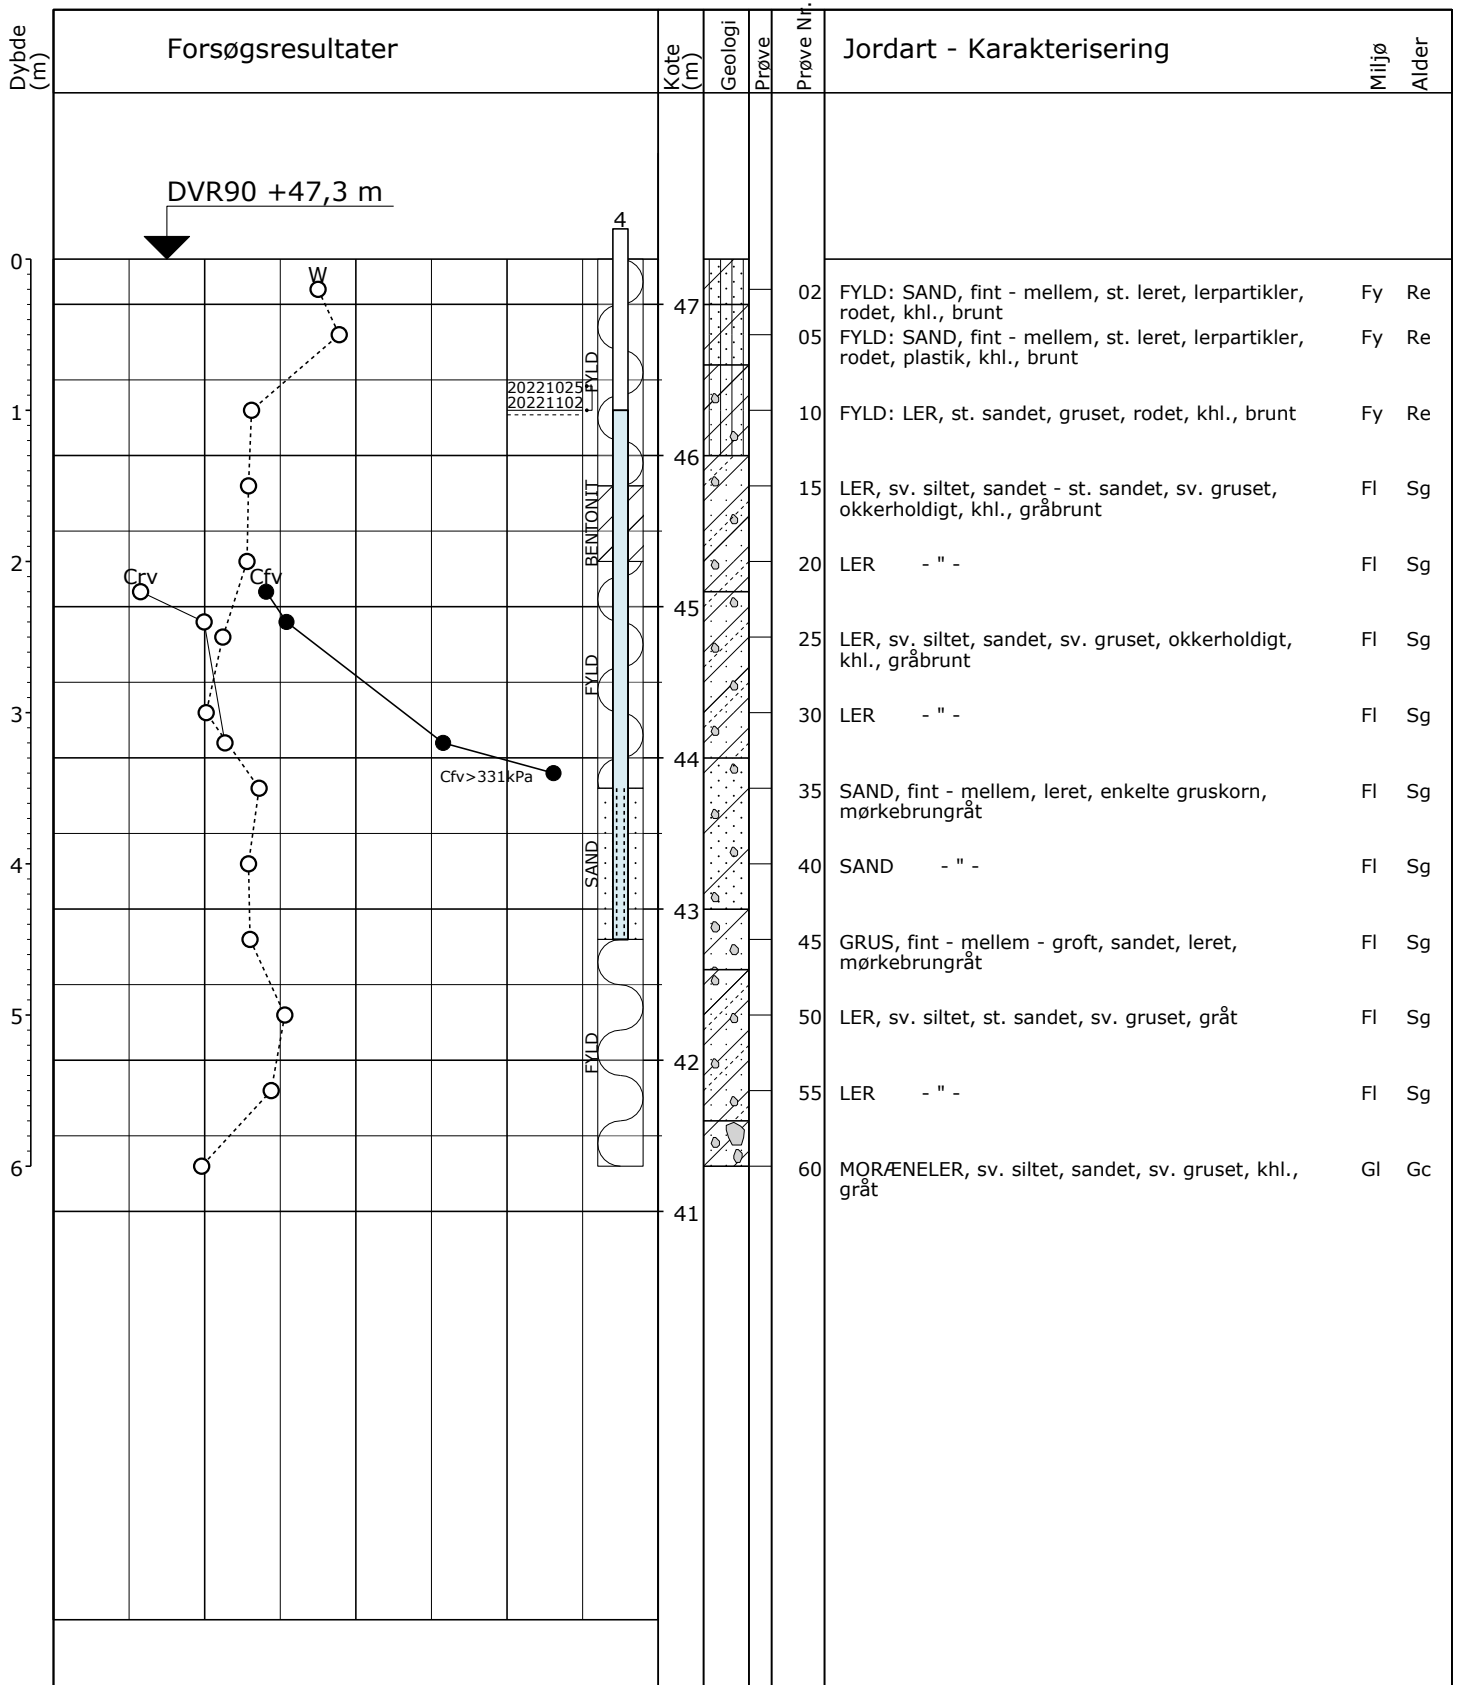 Dybde
(m)
Forsøgsresultater
Kote
(m)
Geologi
Prøve
Prøve Nr.
Jordart - Karakterisering
Miljø
Alder
DVR90 +47,3 m
4
0
W
47
02 FYLD: SAND, fint - mellem, st. leret, lerpartikler, Fy Re
rodet, khl., brunt
05 FYLD: SAND, fint - mellem, st. leret, lerpartikler, Fy Re
rodet, plastik, khl., brunt
FYLD
20221025
20221102
1
10 FYLD: LER, st. sandet, gruset, rodet, khl., brunt Fy Re
46
15 LER, sv. siltet, sandet - st. sandet, sv. gruset, Fl Sg
okkerholdigt, khl., gråbrunt
BENTONIT
2
20 LER - " - Fl Sg
Crv
Cfv
45
25 LER, sv. siltet, sandet, sv. gruset, okkerholdigt, Fl Sg
khl., gråbrunt
FYLD
3
30 LER - " - Fl Sg
44
Cfv>331kPa
35 SAND, fint - mellem, leret, enkelte gruskorn, Fl Sg
mørkebrungråt
SAND
4
40 SAND - " - Fl Sg
43
45 GRUS, fint - mellem - groft, sandet, leret, Fl Sg
mørkebrungråt
5
50 LER, sv. siltet, st. sandet, sv. gruset, gråt Fl Sg
FYLD
42
55 LER - " - Fl Sg
6
60 MORÆNELER, sv. siltet, sandet, sv. gruset, khl., Gl Gc
gråt
41